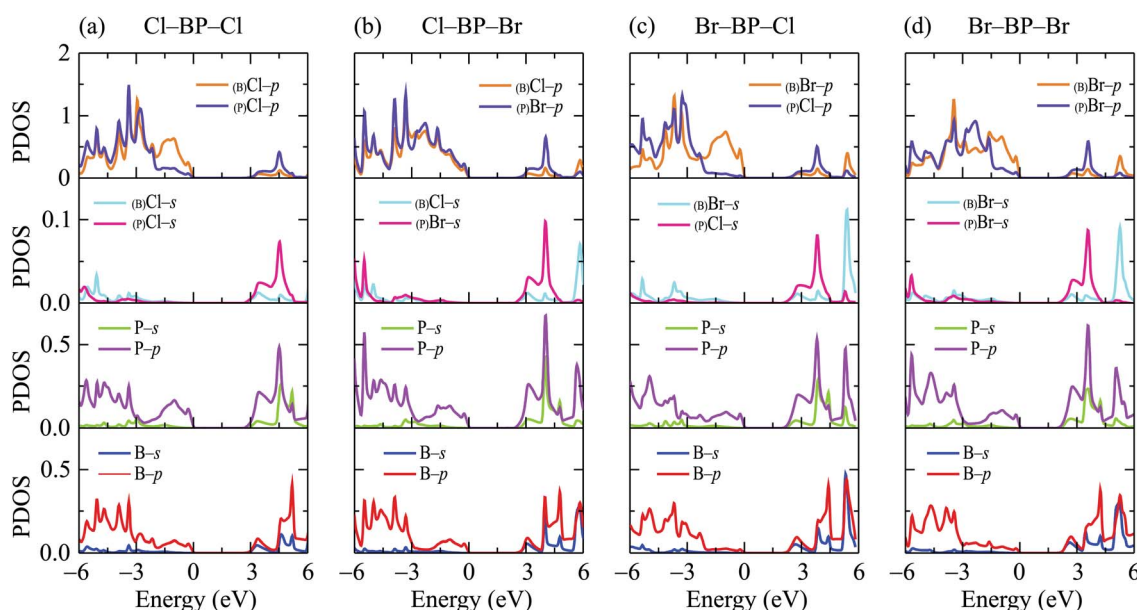 (a) Cl–BP–Cl (b) Cl–BP–Br (c) Br–BP–Cl (d) Br–BP–Br
2
1
0
PDOS
(B)Cl–p
(P)Cl–p
(B)Cl–p
(P)Br–p
(B)Br–p
(P)Cl–p
(B)Br–p
(P)Br–p
0.1
0.0
PDOS
(B)Cl–s
(P)Cl–s
(B)Cl–s
(P)Br–s
(B)Br–s
(P)Cl–s
(B)Br–s
(P)Br–s
0.5
0.0
PDOS
P–s
P–p
P–s
P–p
P–s
P–p
P–s
P–p
0.5
0.0
PDOS
B–s
B–p
B–s
B–p
B–s
B–p
B–s
B–p
−6 −3 0 3 6 −6 −3 0 3 6 −6 −3 0 3 6 −6 −3 0 3 6
Energy (eV) Energy (eV) Energy (eV) Energy (eV)